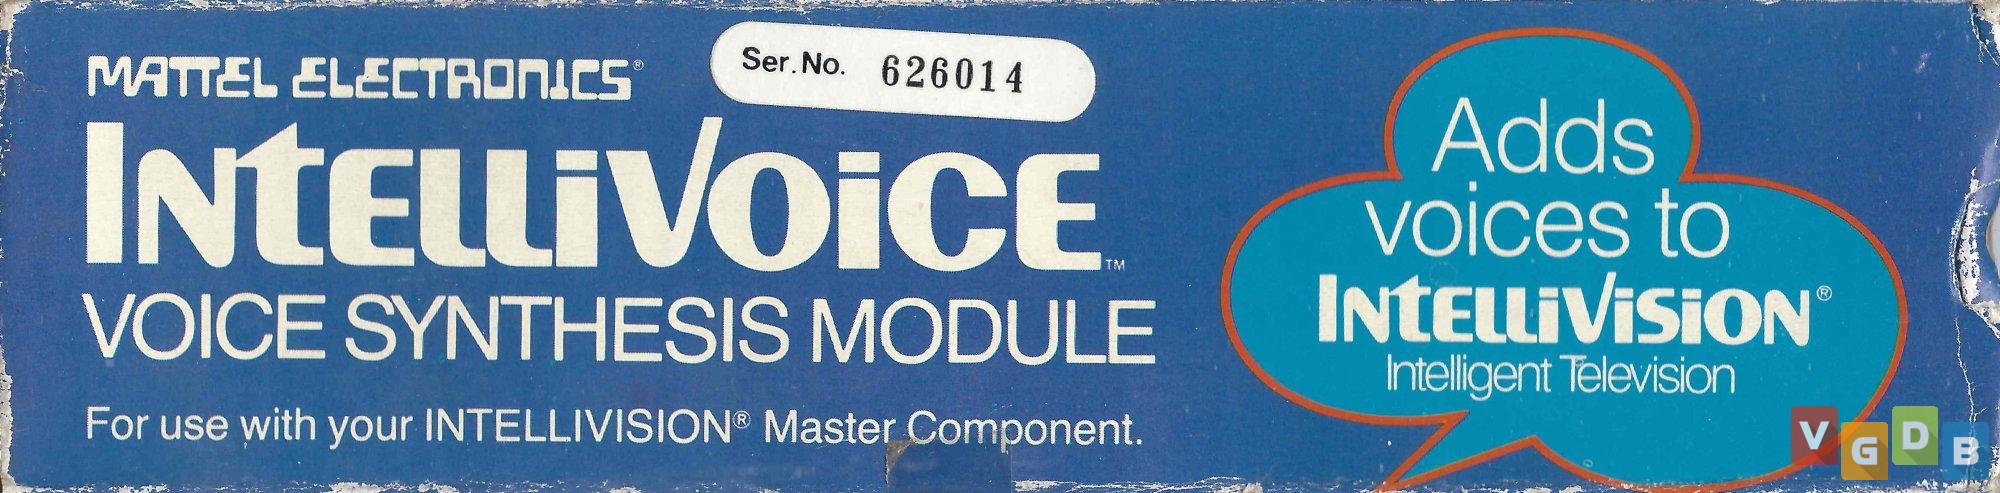 MATTEL ELECTRONICS®
Ser. No. 626014
INTELLIVOICE™
VOICE SYNTHESIS MODULE
For use with your INTELLIVISION® Master Component.
Adds
voices to
INTELLIVISION®
Intelligent Television
VGDB